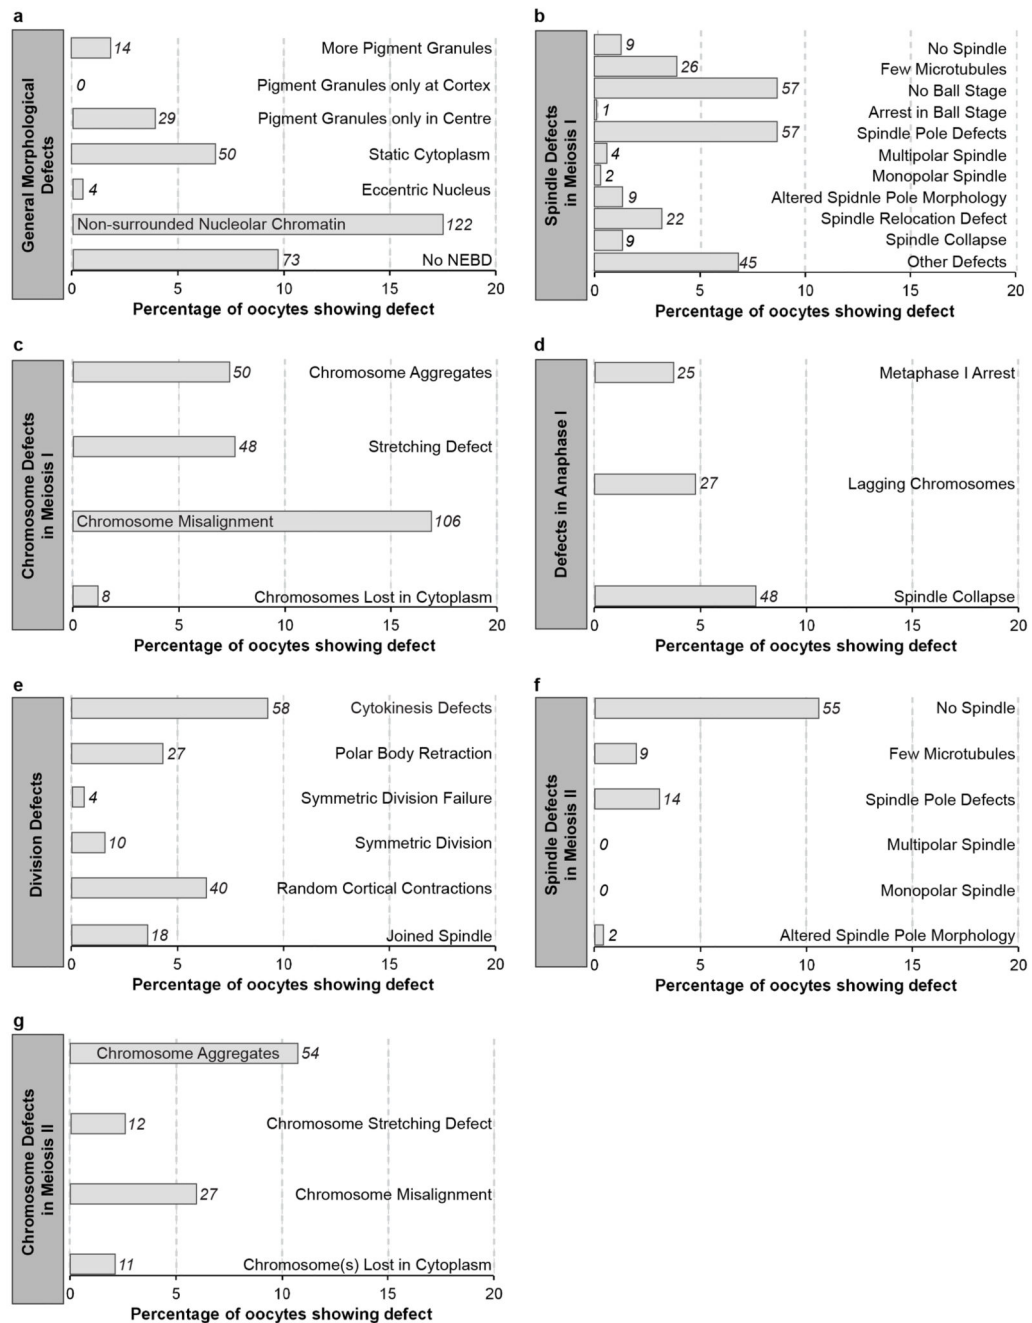 a
General Morphological
Defects
14 More Pigment Granules
0 Pigment Granules only at Cortex
29 Pigment Granules only in Centre
50 Static Cytoplasm
4 Eccentric Nucleus
Non-surrounded Nucleolar Chromatin 122
73 No NEBD
0 5 10 15 20
Percentage of oocytes showing defect
b
Spindle Defects
in Meiosis I
9 No Spindle
26 Few Microtubules
57 No Ball Stage
1 Arrest in Ball Stage
57 Spindle Pole Defects
4 Multipolar Spindle
2 Monopolar Spindle
9 Altered Spidnle Pole Morphology
22 Spindle Relocation Defect
9 Spindle Collapse
45 Other Defects
0 5 10 15 20
Percentage of oocytes showing defect
c
Chromosome Defects
in Meiosis I
50 Chromosome Aggregates
48 Stretching Defect
Chromosome Misalignment 106
8 Chromosomes Lost in Cytoplasm
0 5 10 15 20
Percentage of oocytes showing defect
d
Defects in Anaphase I
25 Metaphase I Arrest
27 Lagging Chromosomes
48 Spindle Collapse
0 5 10 15 20
Percentage of oocytes showing defect
e
Division Defects
58 Cytokinesis Defects
27 Polar Body Retraction
4 Symmetric Division Failure
10 Symmetric Division
40 Random Cortical Contractions
18 Joined Spindle
0 5 10 15 20
Percentage of oocytes showing defect
f
Spindle Defects
in Meiosis II
55 No Spindle
9 Few Microtubules
14 Spindle Pole Defects
0 Multipolar Spindle
0 Monopolar Spindle
2 Altered Spindle Pole Morphology
0 5 10 15 20
Percentage of oocytes showing defect
g
Chromosome Defects
in Meiosis II
Chromosome Aggregates 54
12 Chromosome Stretching Defect
27 Chromosome Misalignment
11 Chromosome(s) Lost in Cytoplasm
0 5 10 15 20
Percentage of oocytes showing defect